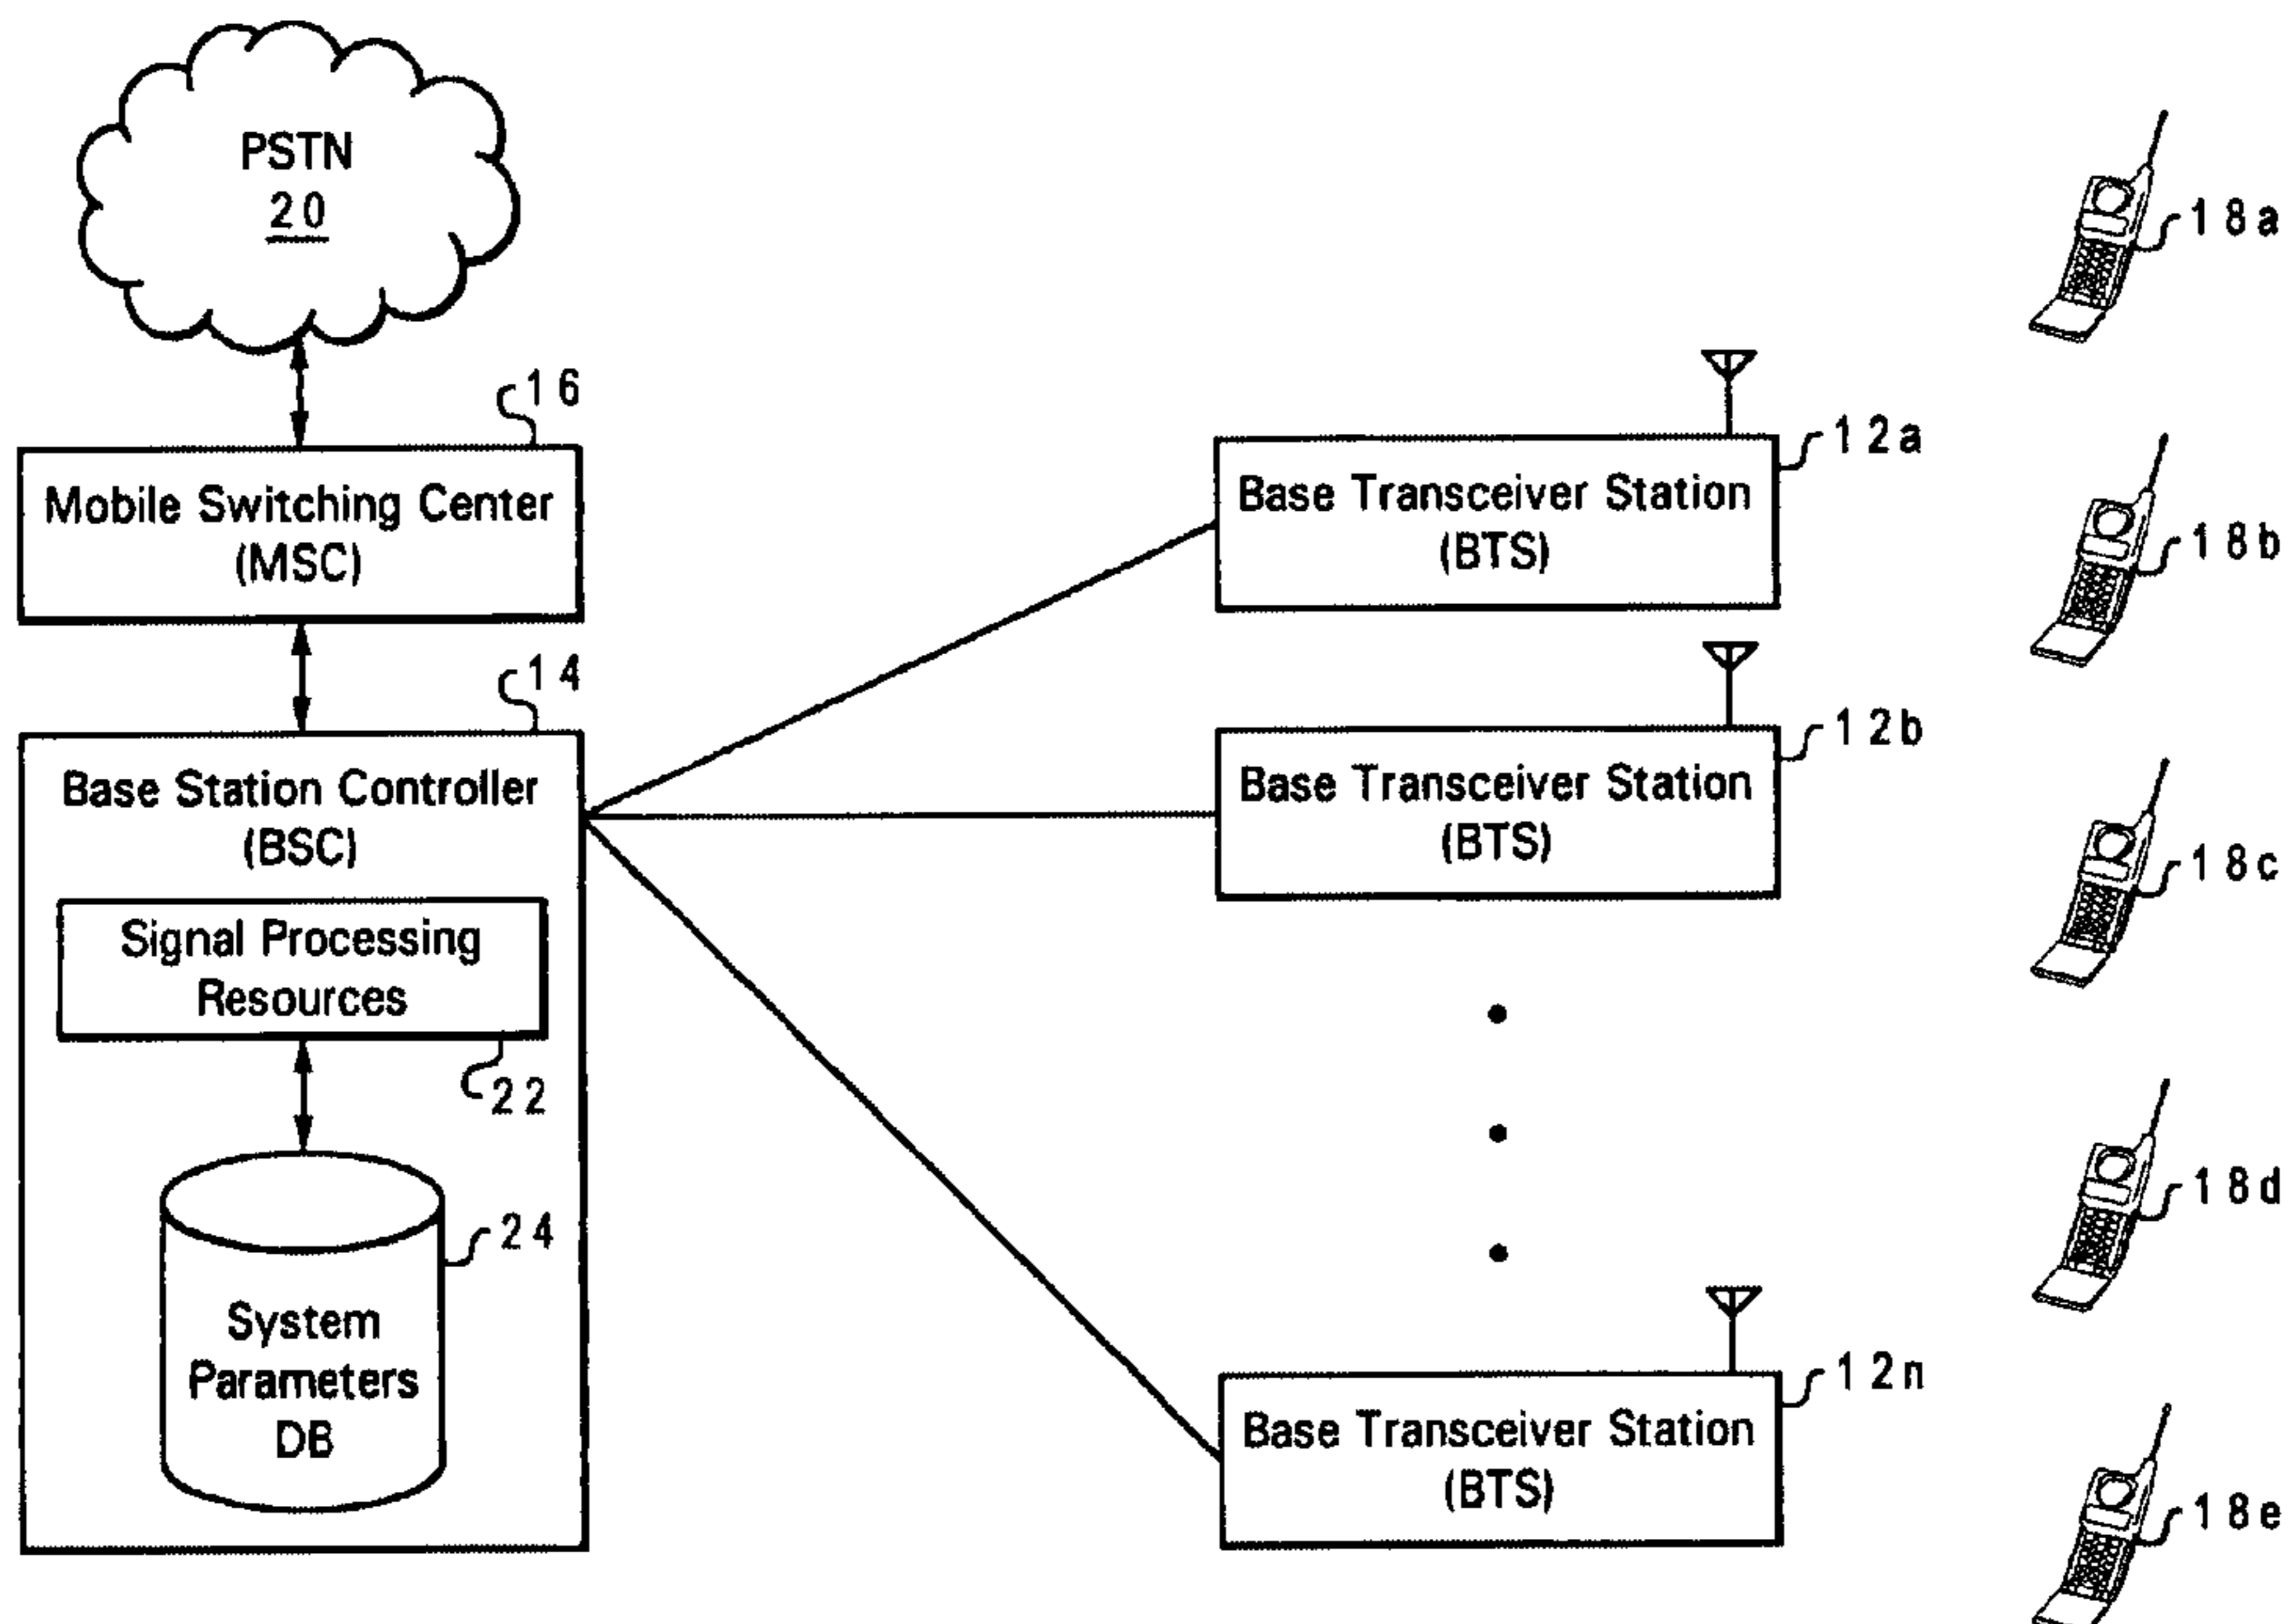 PSTN
20
16
Mobile Switching Center
(MSC)
14
Base Station Controller
(BSC)
Signal Processing
Resources
22
24
System
Parameters
DB
12a
Base Transceiver Station
(BTS)
12b
Base Transceiver Station
(BTS)
12n
Base Transceiver Station
(BTS)
18a
18b
18c
18d
18e